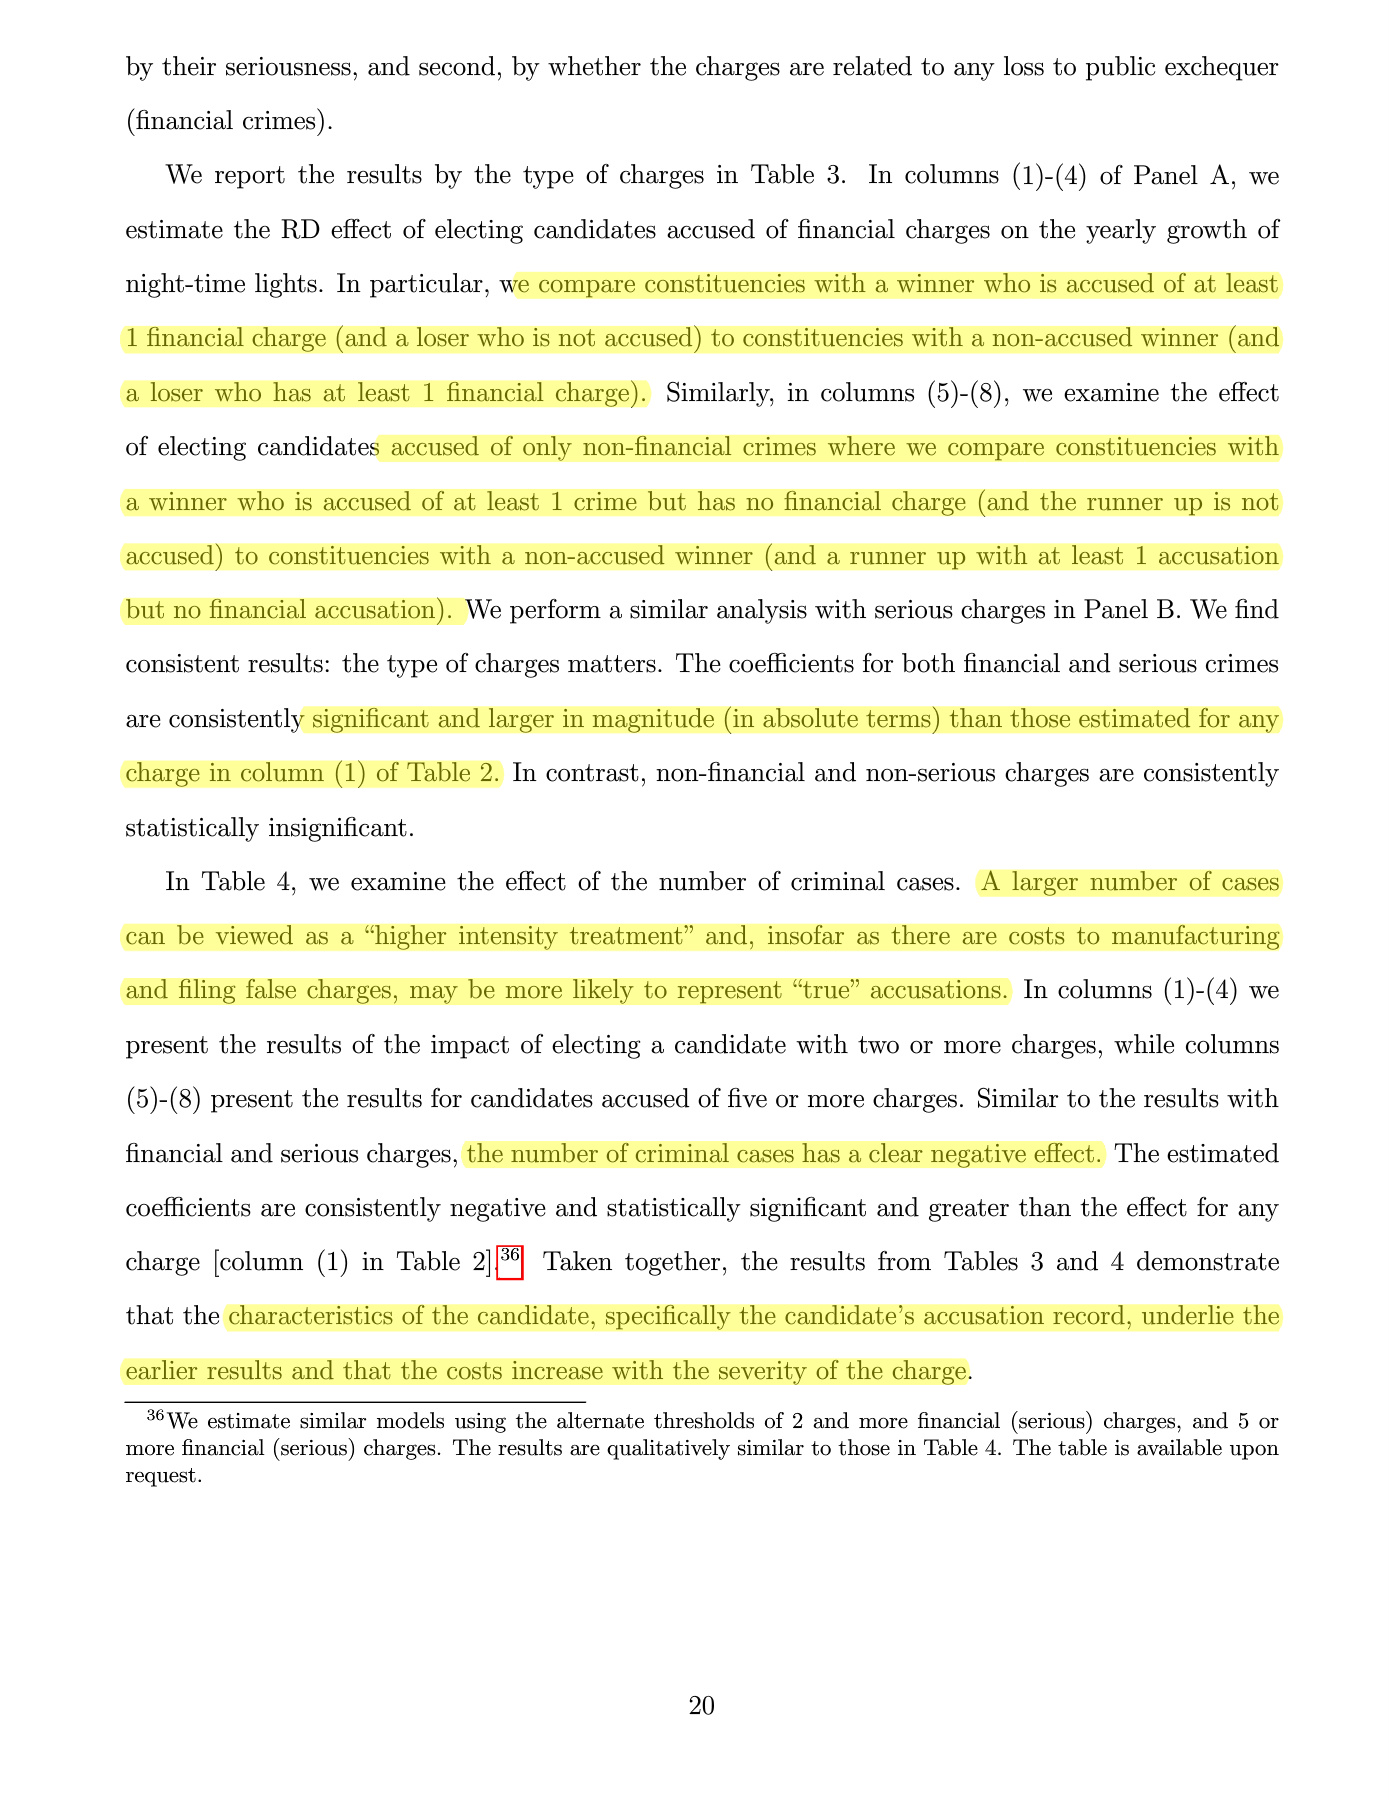 by their seriousness, and second, by whether the charges are related to any loss to public exchequer
(financial crimes).
We report the results by the type of charges in Table 3. In columns (1)-(4) of Panel A, we
estimate the RD effect of electing candidates accused of financial charges on the yearly growth of
night-time lights. In particular, we compare constituencies with a winner who is accused of at least
1 financial charge (and a loser who is not accused) to constituencies with a non-accused winner (and
a loser who has at least 1 financial charge). Similarly, in columns (5)-(8), we examine the effect
of electing candidates accused of only non-financial crimes where we compare constituencies with
a winner who is accused of at least 1 crime but has no financial charge (and the runner up is not
accused) to constituencies with a non-accused winner (and a runner up with at least 1 accusation
but no financial accusation). We perform a similar analysis with serious charges in Panel B. We find
consistent results: the type of charges matters. The coefficients for both financial and serious crimes
are consistently significant and larger in magnitude (in absolute terms) than those estimated for any
charge in column (1) of Table 2. In contrast, non-financial and non-serious charges are consistently
statistically insignificant.
In Table 4, we examine the effect of the number of criminal cases. A larger number of cases
can be viewed as a “higher intensity treatment” and, insofar as there are costs to manufacturing
and filing false charges, may be more likely to represent “true” accusations. In columns (1)-(4) we
present the results of the impact of electing a candidate with two or more charges, while columns
(5)-(8) present the results for candidates accused of five or more charges. Similar to the results with
financial and serious charges, the number of criminal cases has a clear negative effect. The estimated
coefficients are consistently negative and statistically significant and greater than the effect for any
charge [column (1) in Table 2].36 Taken together, the results from Tables 3 and 4 demonstrate
that the characteristics of the candidate, specifically the candidate’s accusation record, underlie the
earlier results and that the costs increase with the severity of the charge.
36We estimate similar models using the alternate thresholds of 2 and more financial (serious) charges, and 5 or
more financial (serious) charges. The results are qualitatively similar to those in Table 4. The table is available upon
request.
20